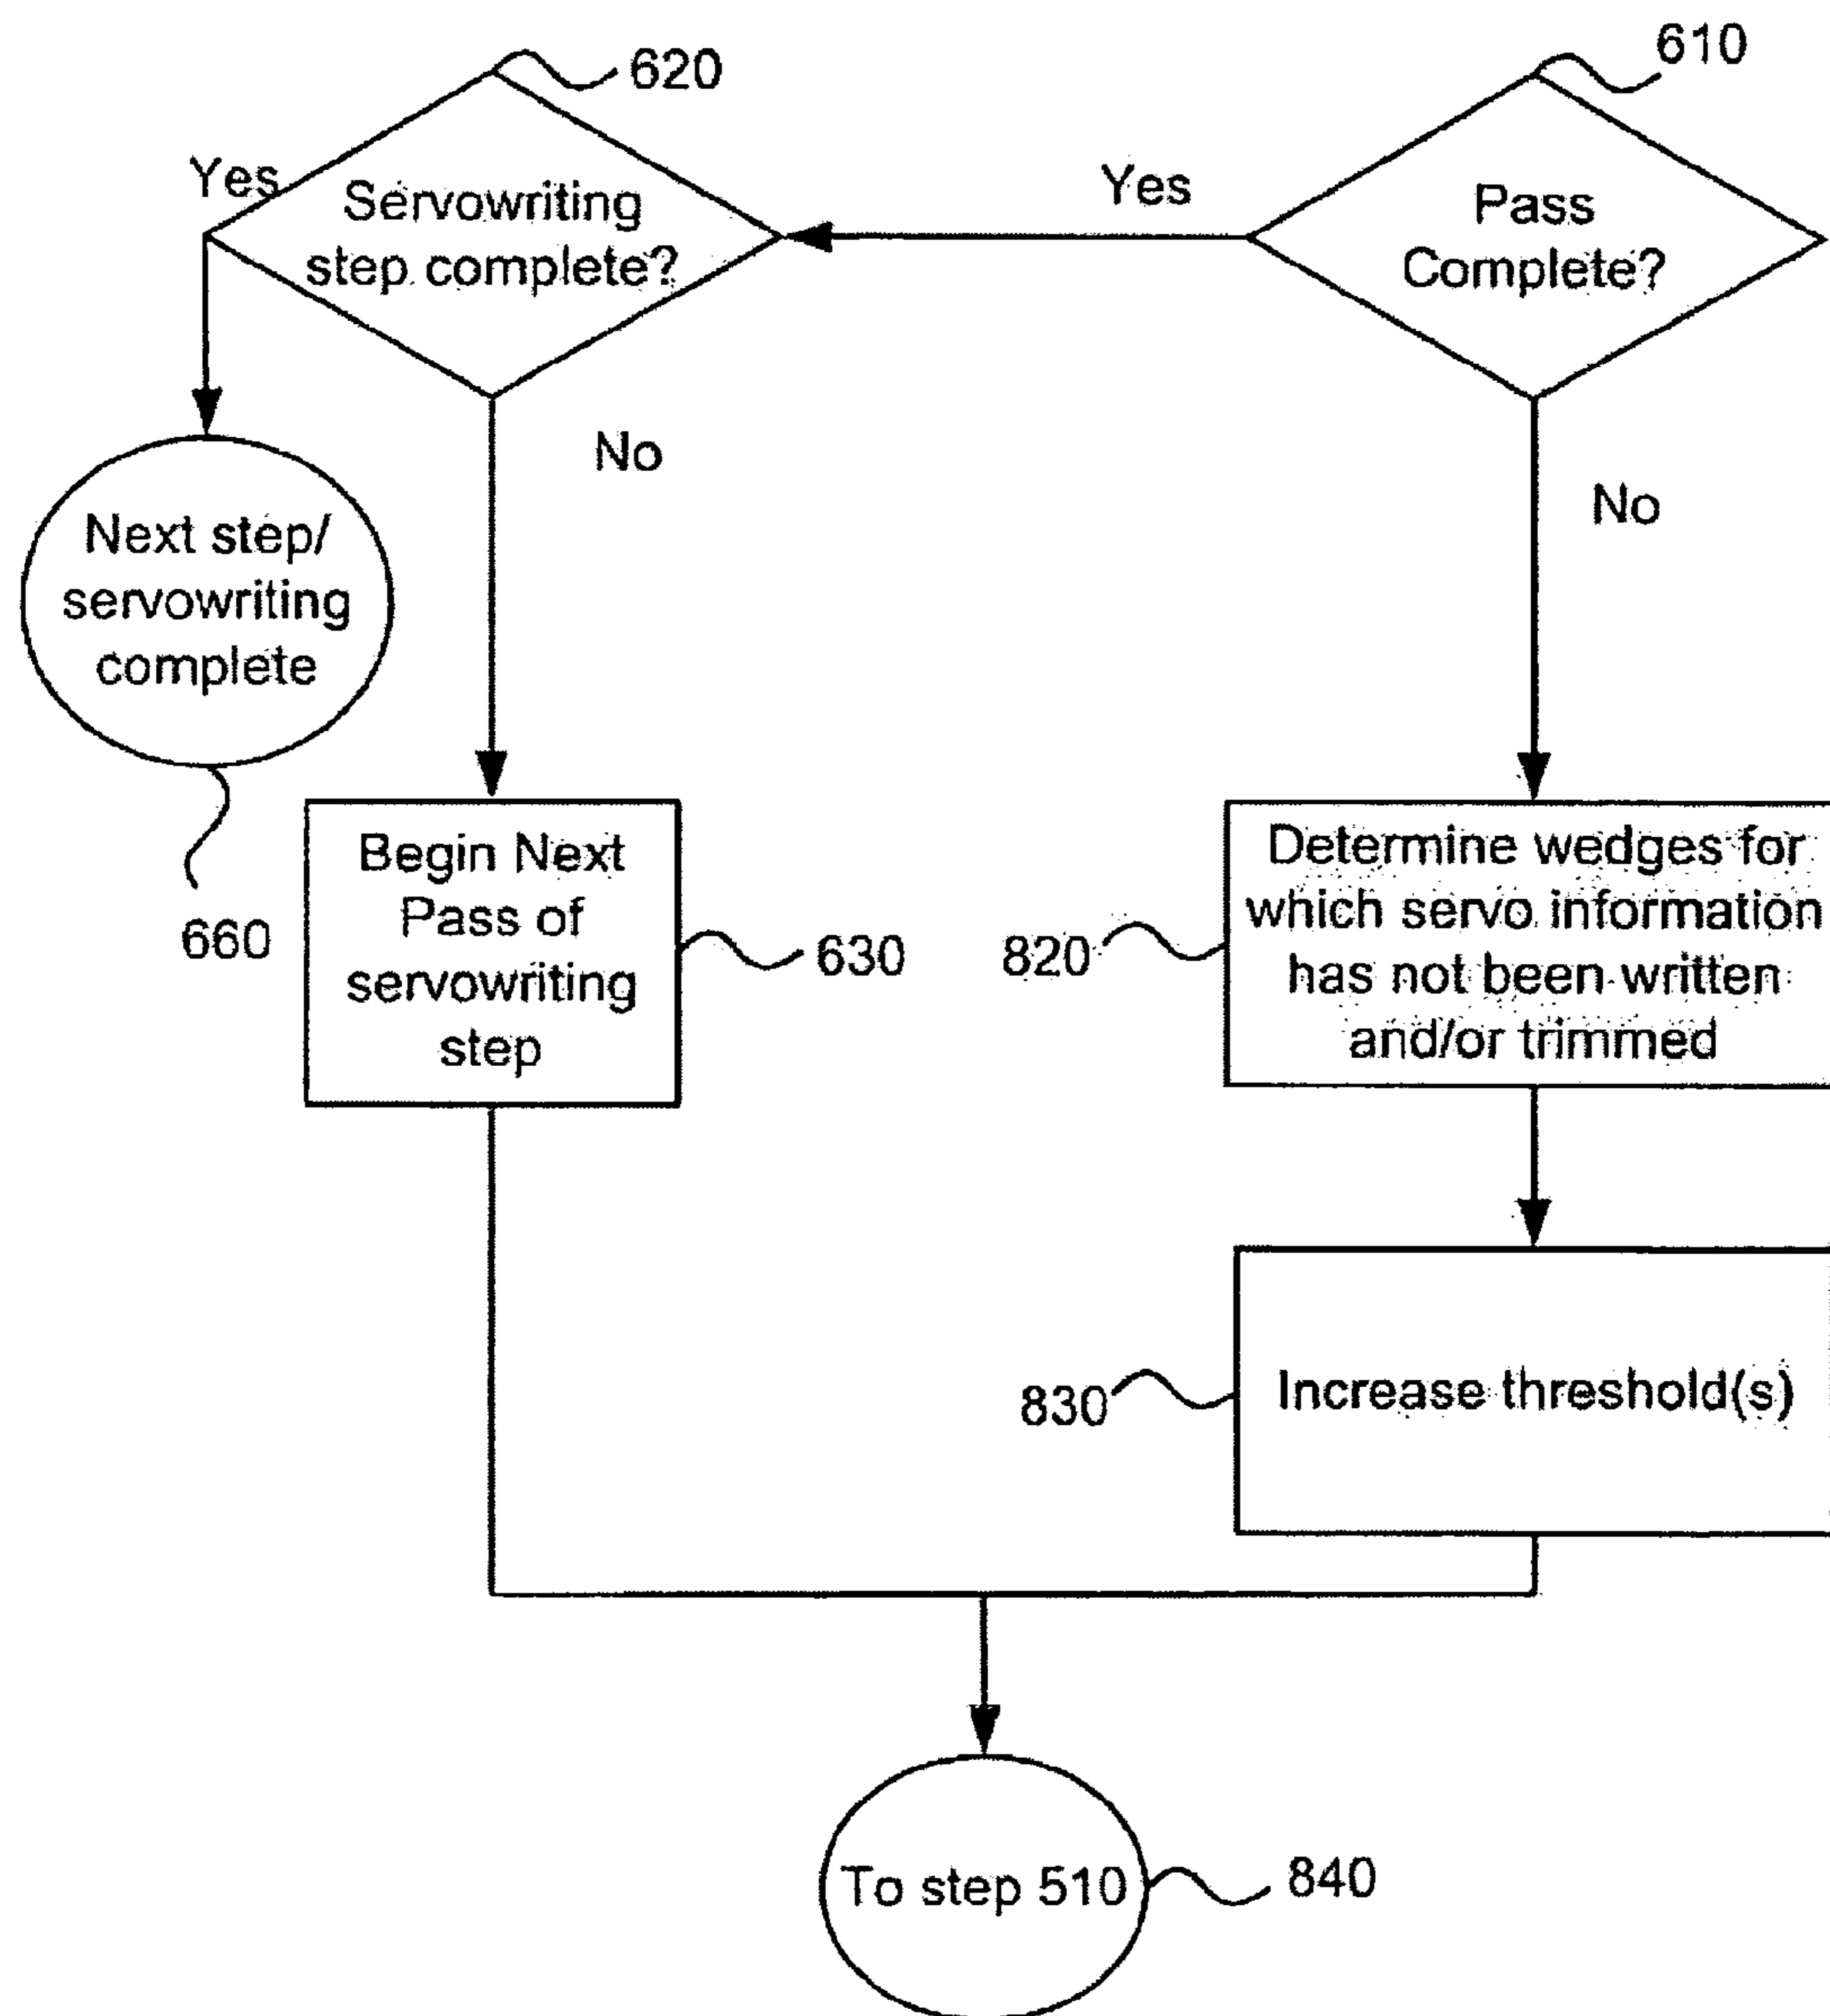 620
610
Yes
Servowriting
step complete?
Yes
Pass
Complete?
No
No
Next step/
servowriting
complete
660
Begin Next
Pass of
servowriting
step
630
820
Determine wedges for
which servo information
has not been written
and/or trimmed
830
Increase threshold(s)
To step 510
840